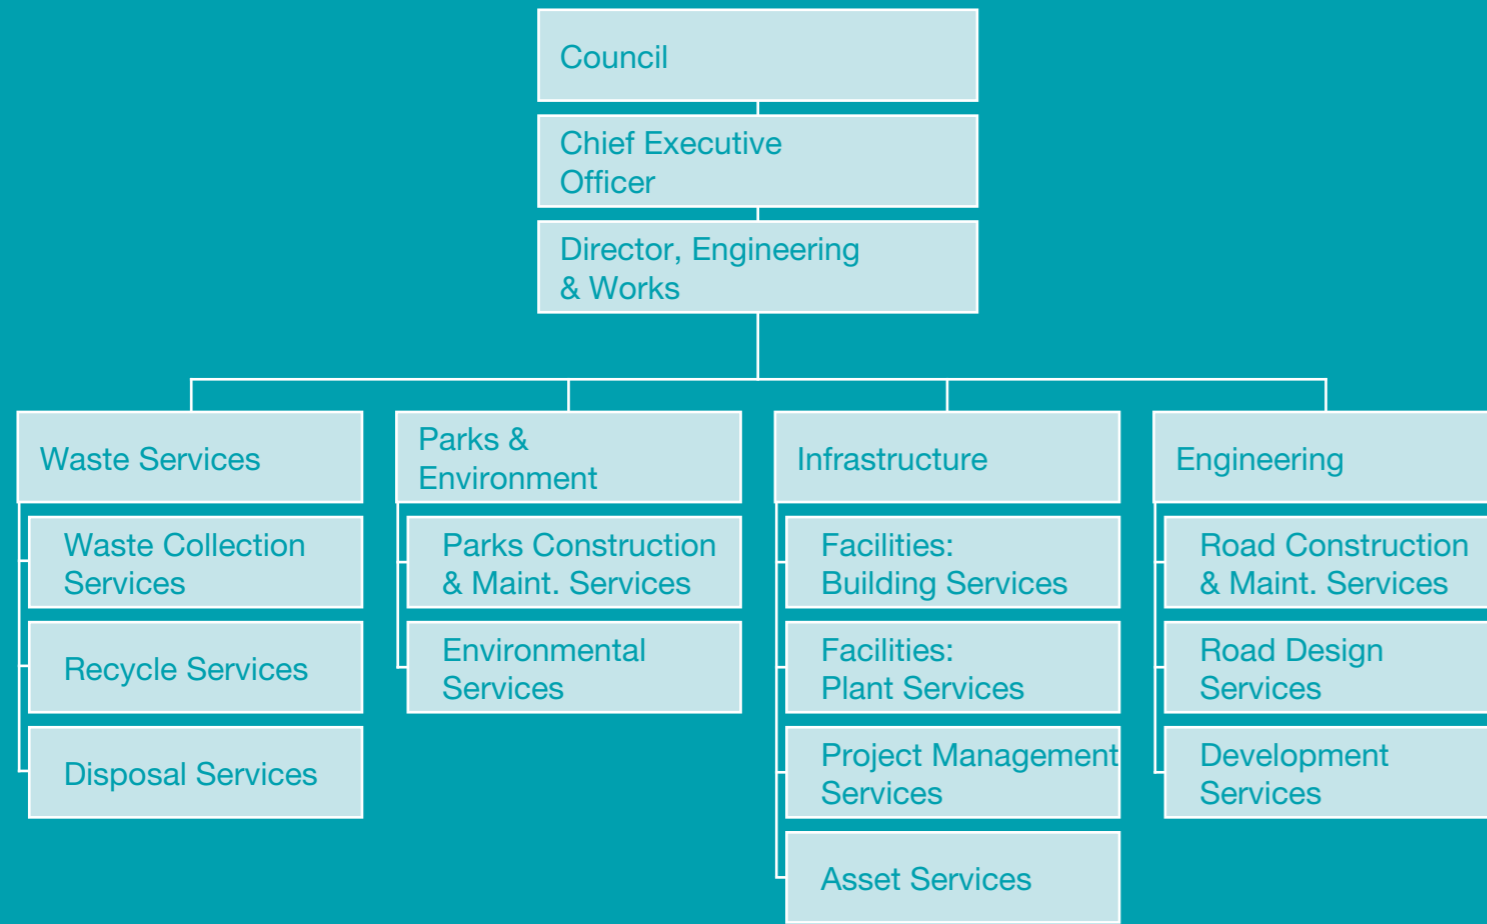 Council
Chief Executive
Officer
Director, Engineering
& Works
Waste Services
Waste Collection
Services
Recycle Services
Disposal Services
Parks &
Environment
Parks Construction
& Maint. Services
Environmental
Services
Infrastructure
Facilities:
Building Services
Facilities:
Plant Services
Project Management
Services
Asset Services
Engineering
Road Construction
& Maint. Services
Road Design
Services
Development
Services